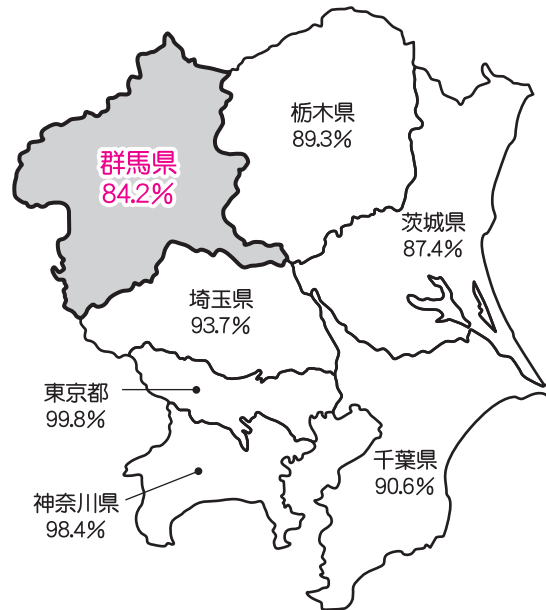 栃木県
89.3%
群馬県
84.2%
茨城県
87.4%
埼玉県
93.7%
東京都
99.8%
千葉県
90.6%
神奈川県
98.4%